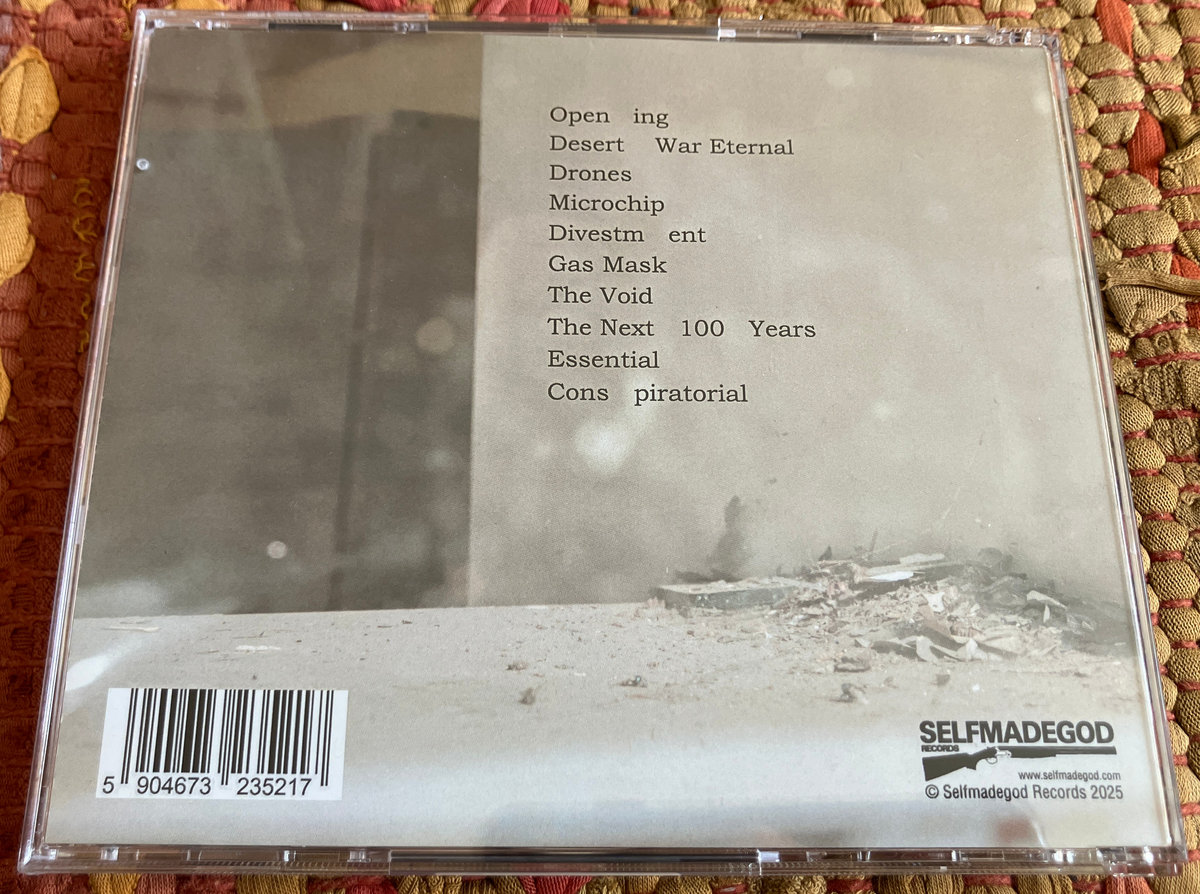 Open ing
Desert War Eternal
Drones
Microchip
Divestm ent
Gas Mask
The Void
The Next 100 Years
Essential
Cons piratorial
5 904673 235217
SELFMADEGOD
RECORDS
www.selfmadegod.com
© Selfmadegod Records 2025